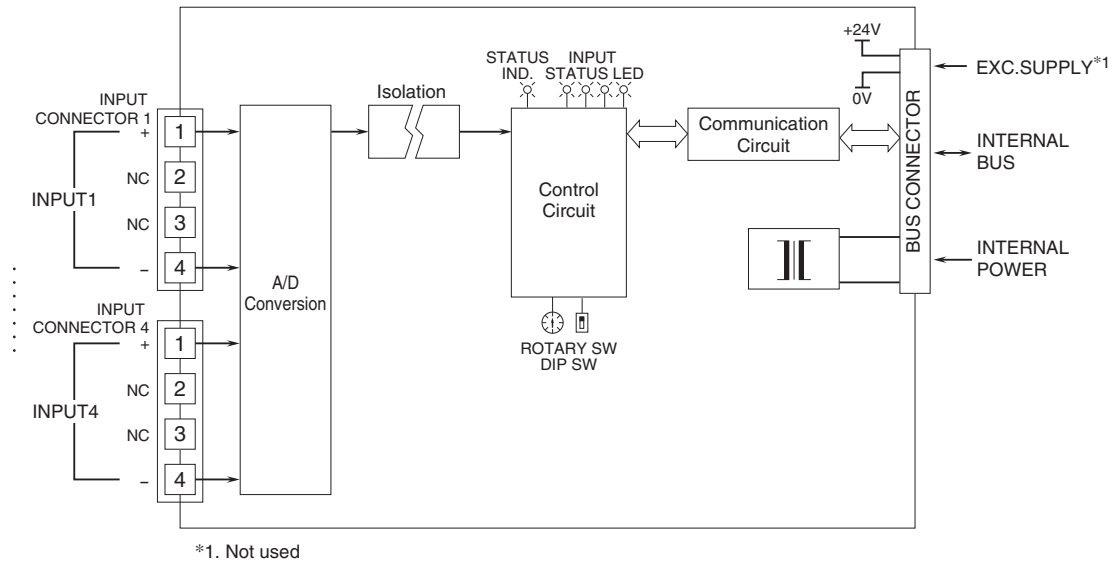 +24V
EXC.SUPPLY*1
0V
STATUS
IND.
INPUT
STATUS LED
INPUT
CONNECTOR 1
+
1
NC
2
INPUT1
NC
3
–
4
Isolation
A/D
Conversion
Control
Circuit
Communication
Circuit
BUS CONNECTOR
INTERNAL
BUS
INTERNAL
POWER
INPUT
CONNECTOR 4
+
1
NC
2
INPUT4
NC
3
–
4
ROTARY SW
DIP SW
*1. Not used